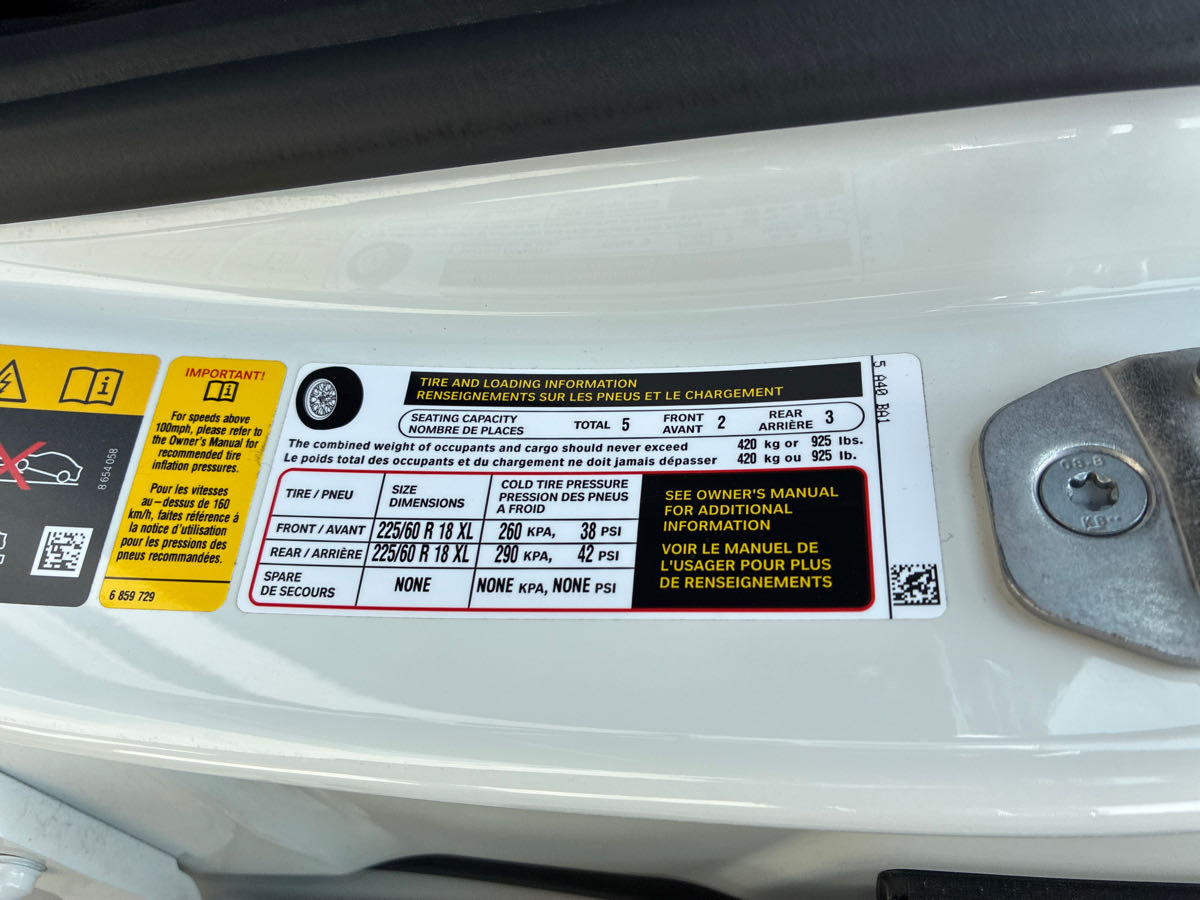 8 654 058
IMPORTANT!
For speeds above
100mph, please refer to
the Owner's Manual for
recommended tire
inflation pressures.
Pour les vitesses
au-dessus de 160
km/h, faites référence à
la notice d'utilisation
pour les pressions des
pneus recommandées.
6 859 729
TIRE AND LOADING INFORMATION
RENSEIGNEMENTS SUR LES PNEUS ET LE CHARGEMENT
SEATING CAPACITY
NOMBRE DE PLACES
TOTAL 5
FRONT
AVANT 2
REAR
ARRIÈRE 3
The combined weight of occupants and cargo should never exceed 420 kg or 925 lbs.
Le poids total des occupants et du chargement ne doit jamais dépasser 420 kg ou 925 lb.
TIRE / PNEU
SIZE
DIMENSIONS
COLD TIRE PRESSURE
PRESSION DES PNEUS
A FROID
FRONT / AVANT 225/60 R 18 XL 260 KPA, 38 PSI
REAR / ARRIÈRE 225/60 R 18 XL 290 KPA, 42 PSI
SPARE
DE SECOURS
NONE NONE KPA, NONE PSI
SEE OWNER'S MANUAL
FOR ADDITIONAL
INFORMATION
VOIR LE MANUEL DE
L'USAGER POUR PLUS
DE RENSEIGNEMENTS
5 A40 BA1